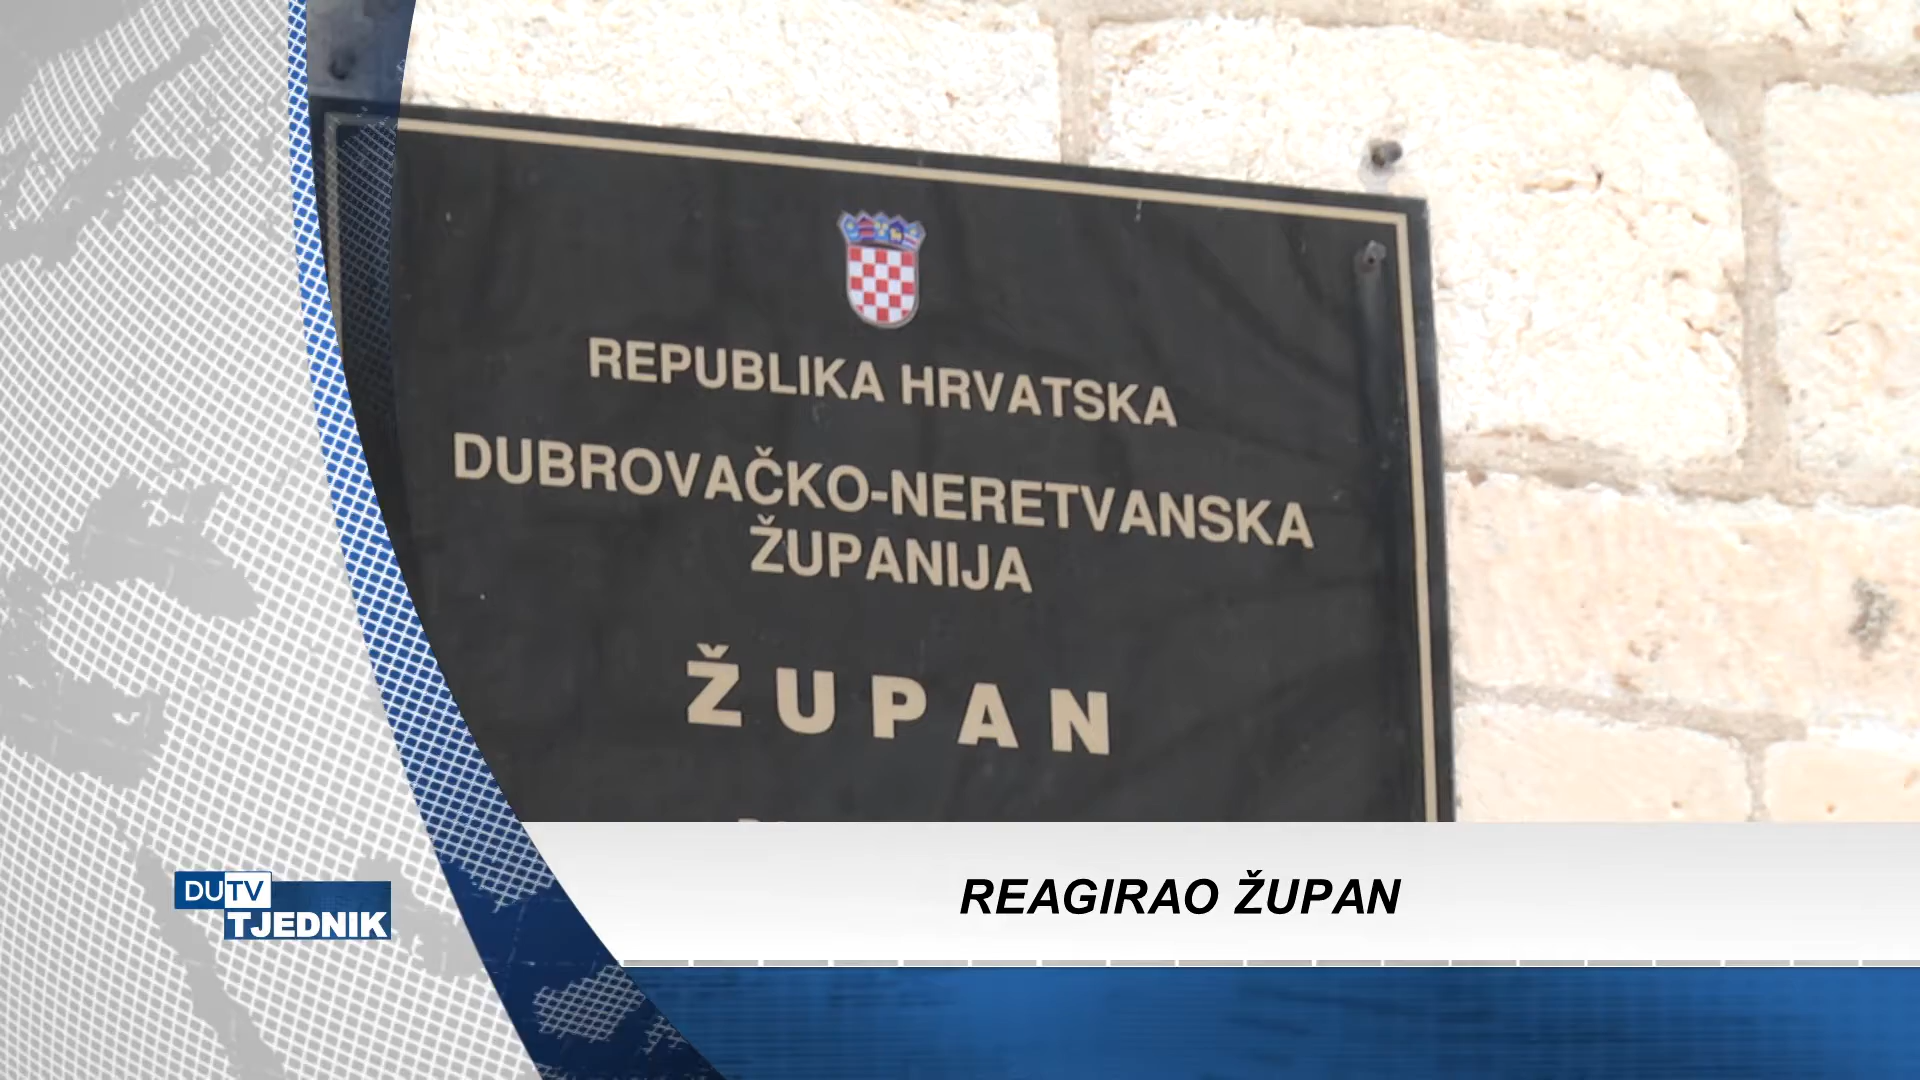 REPUBLIKA HRVATSKA
DUBROVAČKO-NERETVANSKA
ŽUPANIJA
ŽUPAN
REAGIRAO ŽUPAN
DUTV
TJEDNIK